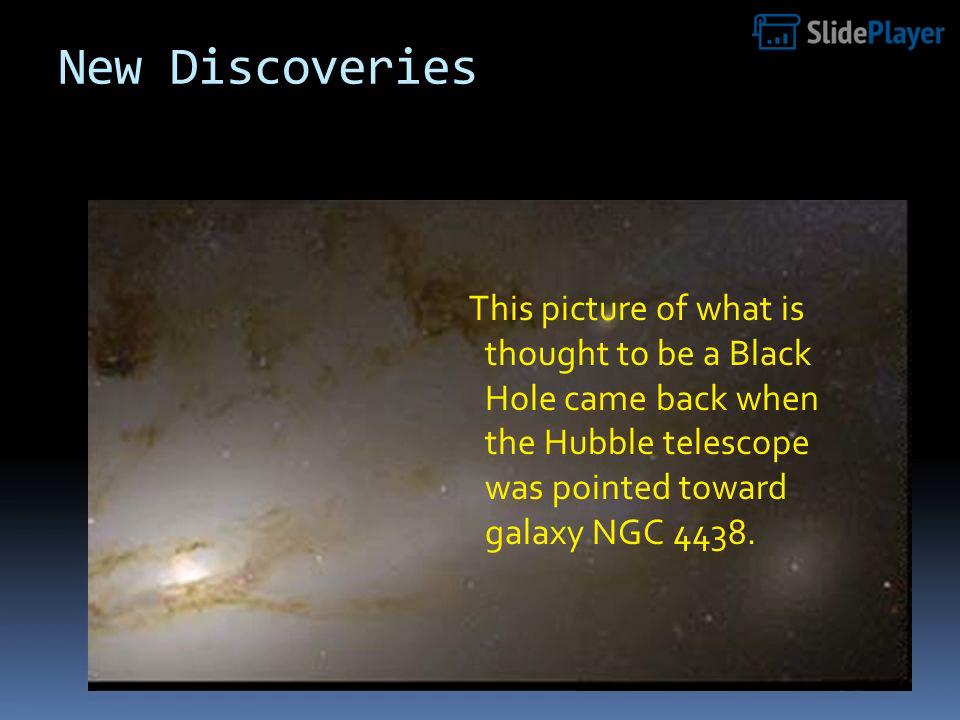 New Discoveries
SlidePlayer
This picture of what is
thought to be a Black
Hole came back when
the Hubble telescope
was pointed toward
galaxy NGC 4438.